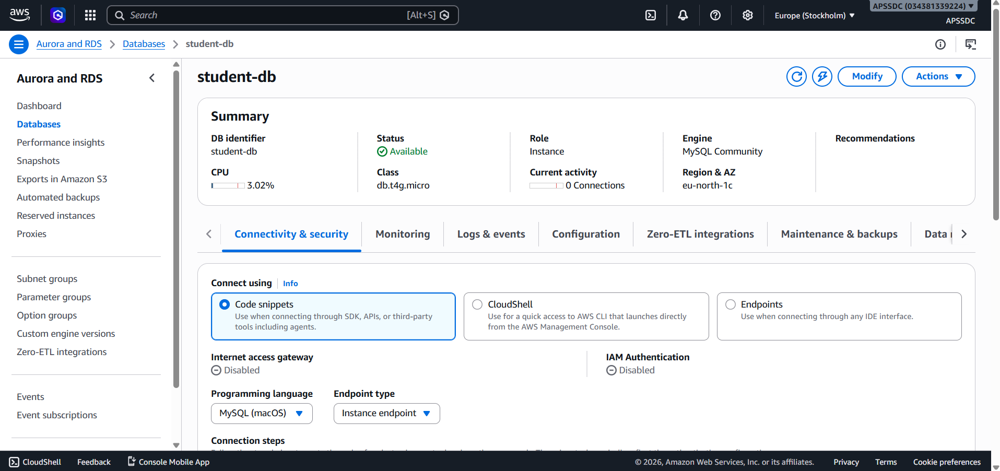 aws
Search
[Alt+S]
Europe (Stockholm)
APSSDC (034381339224)
APSSDC
Aurora and RDS
Databases
student-db
Aurora and RDS
Dashboard
Databases
Performance insights
Snapshots
Exports in Amazon S3
Automated backups
Reserved instances
Proxies
Subnet groups
Parameter groups
Option groups
Custom engine versions
Zero-ETL integrations
Events
Event subscriptions
student-db
Modify
Actions
Summary
DB identifier
student-db
Status
Available
Role
Instance
Engine
MySQL Community
Recommendations
CPU
3.02%
Class
db.t4g.micro
Current activity
0 Connections
Region & AZ
eu-north-1c
Connectivity & security
Monitoring
Logs & events
Configuration
Zero-ETL integrations
Maintenance & backups
Data
Connect using
Info
Code snippets
Use when connecting through SDK, APIs, or third-party
tools including agents.
CloudShell
Use for a quick access to AWS CLI that launches directly
from the AWS Management Console.
Endpoints
Use when connecting through any IDE interface.
Internet access gateway
Disabled
IAM Authentication
Disabled
Programming language
MySQL (macOS)
Endpoint type
Instance endpoint
Connection steps
CloudShell
Feedback
Console Mobile App
© 2026, Amazon Web Services, Inc. or its affiliates.
Privacy
Terms
Cookie preferences